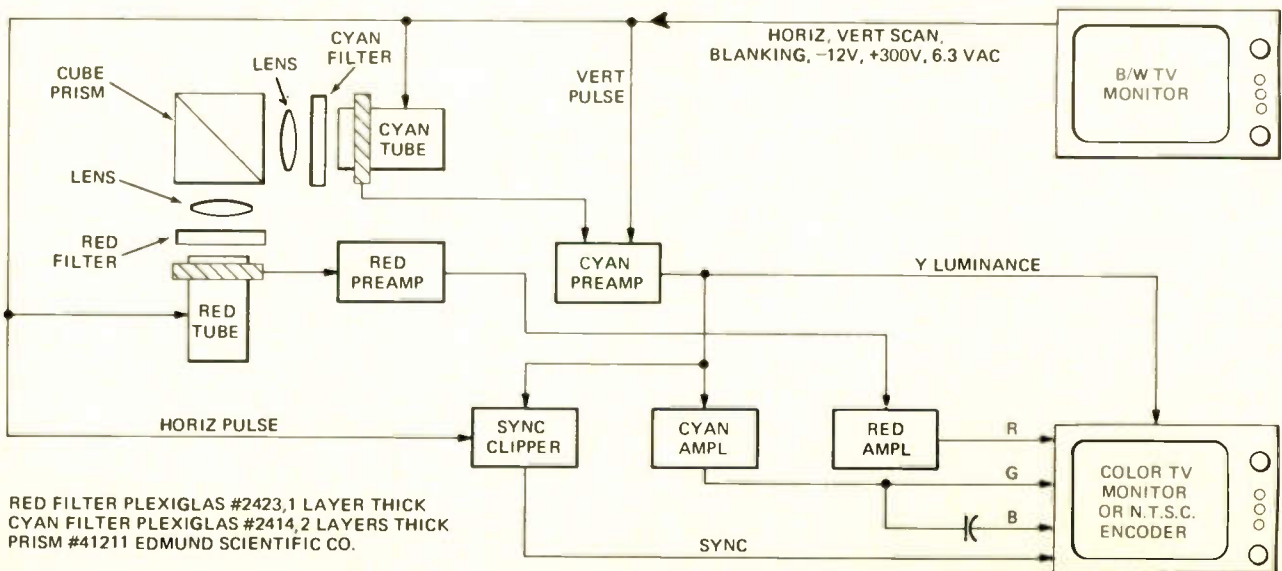 CYAN
FILTER
LENS
CUBE
PRISM
CYAN
TUBE
VERT
PULSE
HORIZ, VERT SCAN,
BLANKING, –12V, +300V, 6.3 VAC
B/W TV
MONITOR
LENS
RED
FILTER
RED
TUBE
RED
PREAMP
CYAN
PREAMP
Y LUMINANCE
HORIZ PULSE
SYNC
CLIPPER
CYAN
AMPL
RED
AMPL
R
G
B
COLOR TV
MONITOR
OR N.T.S.C.
ENCODER
SYNC
RED FILTER PLEXIGLAS #2423,1 LAYER THICK
CYAN FILTER PLEXIGLAS #2414,2 LAYERS THICK
PRISM #41211 EDMUND SCIENTIFIC CO.